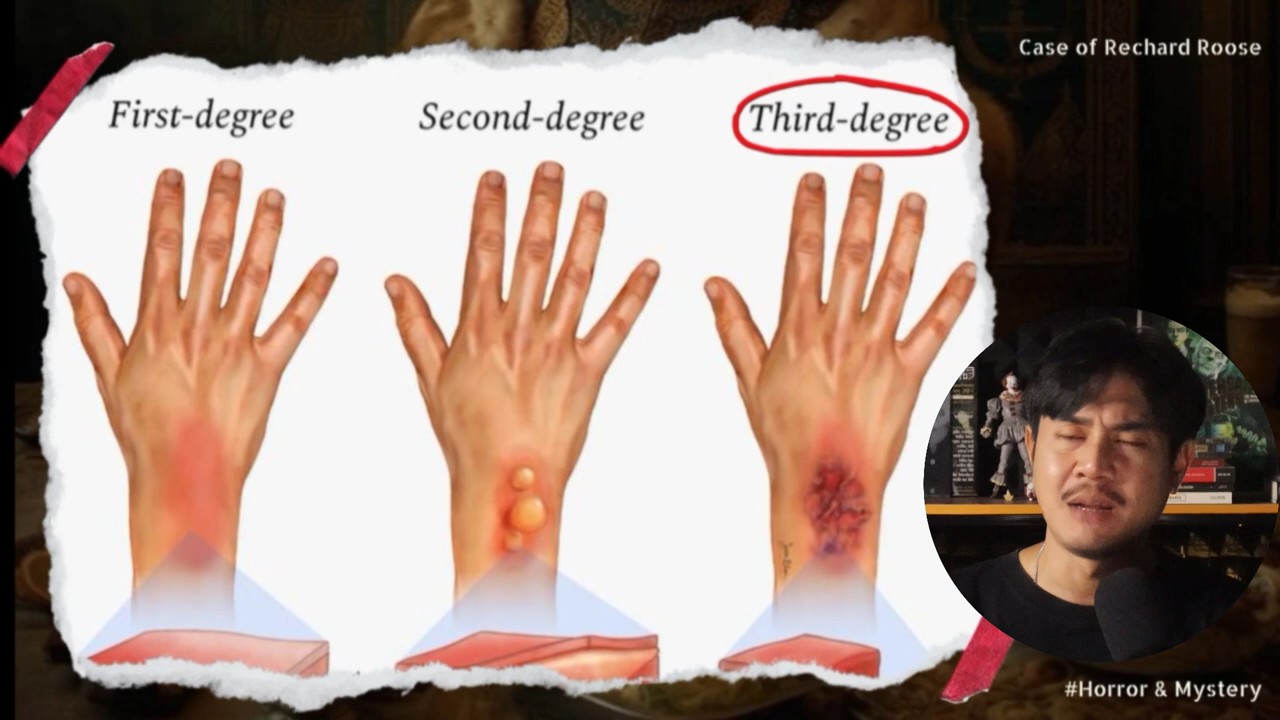 Case of Rechard Roose
First-degree
Second-degree
Third-degree
#Horror & Mystery